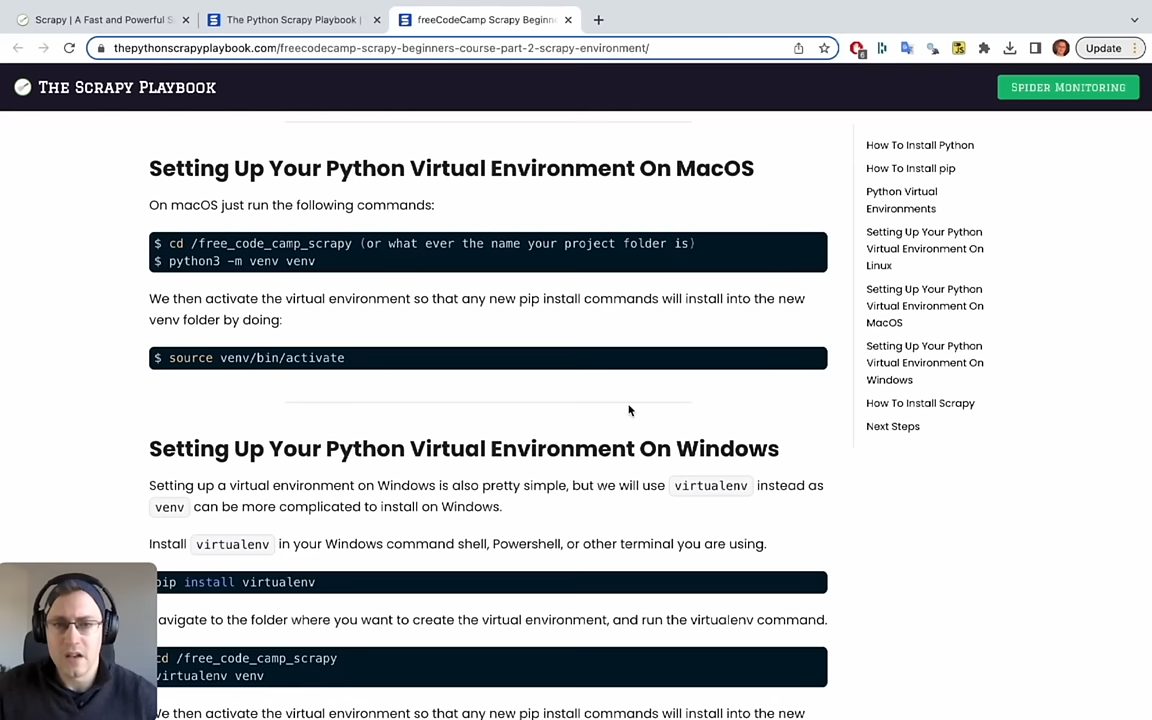 Scrapy | A Fast and Powerful S
The Python Scrapy Playbook |
freeCodeCamp Scrapy Beginn
thepythonscrapyplaybook.com/freecodecamp-scrapy-beginners-course-part-2-scrapy-environment/
Update
THE SCRAPY PLAYBOOK
SPIDER MONITORING
Setting Up Your Python Virtual Environment On MacOS
On macOS just run the following commands:
$ cd /free_code_camp_scrapy (or what ever the name your project folder is)
$ python3 -m venv venv
We then activate the virtual environment so that any new pip install commands will install into the new
venv folder by doing:
$ source venv/bin/activate
Setting Up Your Python Virtual Environment On Windows
Setting up a virtual environment on Windows is also pretty simple, but we will use virtualenv instead as
venv can be more complicated to install on Windows.
Install virtualenv in your Windows command shell, Powershell, or other terminal you are using.
pip install virtualenv
avigate to the folder where you want to create the virtual environment, and run the virtualenv command.
cd /free_code_camp_scrapy
virtualenv venv
We then activate the virtual environment so that any new pip install commands will install into the new
How To Install Python
How To Install pip
Python Virtual
Environments
Setting Up Your Python
Virtual Environment On
Linux
Setting Up Your Python
Virtual Environment On
MacOS
Setting Up Your Python
Virtual Environment On
Windows
How To Install Scrapy
Next Steps